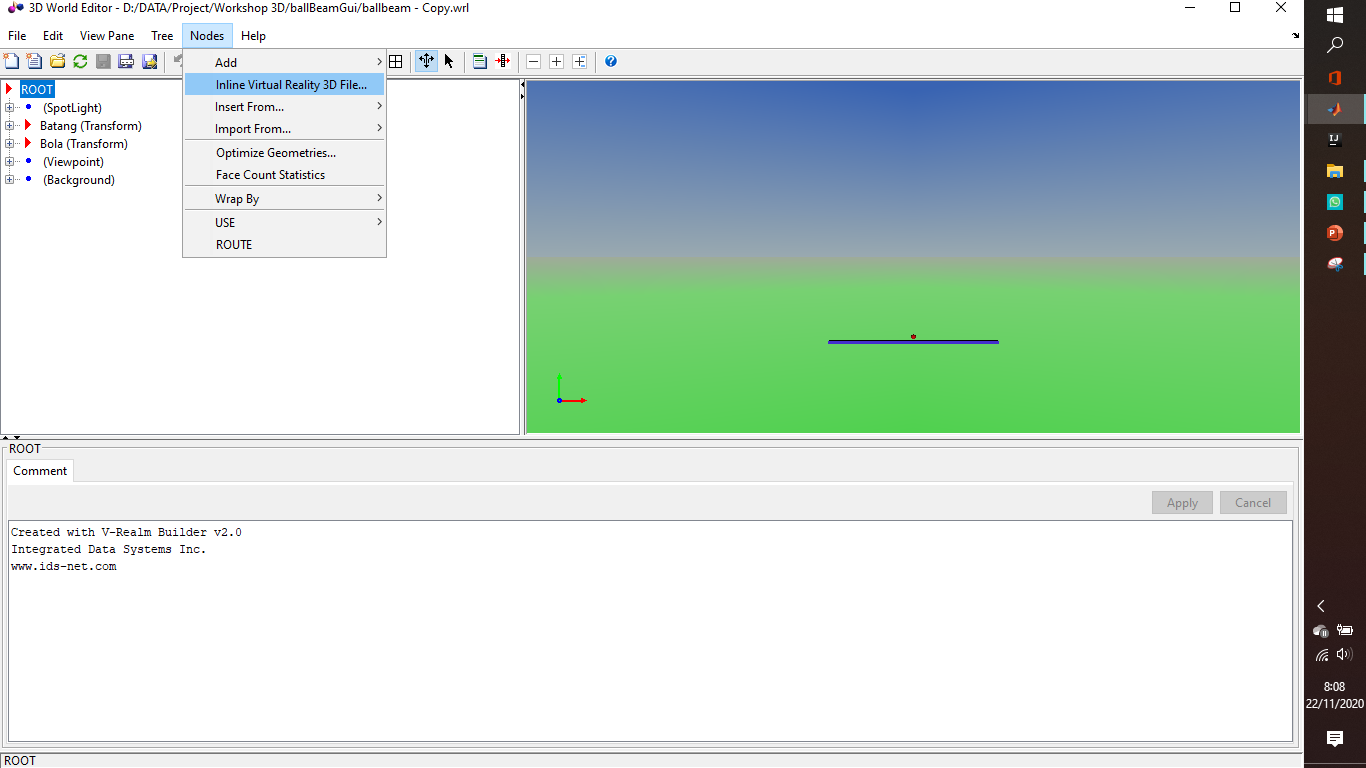 3D World Editor - D:/DATA/Project/Workshop 3D/ballBeamGui/ballbeam - Copy.wrl
File Edit View Pane Tree Nodes Help
Add
Inline Virtual Reality 3D File...
Insert From...
Import From...
Optimize Geometries...
Face Count Statistics
Wrap By
USE
ROUTE
ROOT
(SpotLight)
Batang (Transform)
Bola (Transform)
(Viewpoint)
(Background)
ROOT
Comment
Apply Cancel
Created with V-Realm Builder v2.0
Integrated Data Systems Inc.
www.ids-net.com
ROOT
IJ
8:08
22/11/2020